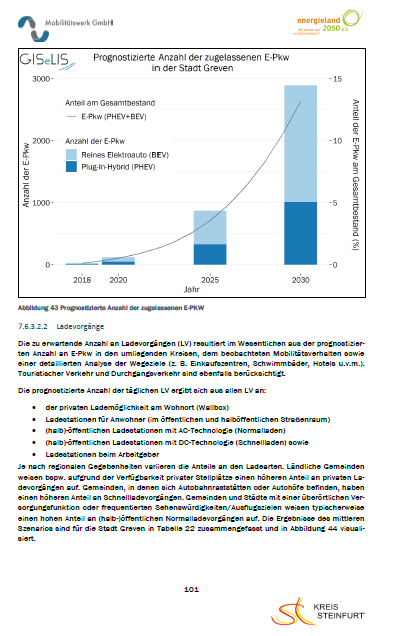 Mobilitätswerk GmbH
energieland
2050 e.V.
GISeLIS
Prognostizierte Anzahl der zugelassenen E-Pkw
in der Stadt Greven
3000
2000
1000
0
15
10
5
0
Anzahl der E-Pkw
Anteil der E-Pkw am Gesamtbestand (%)
Anteil am Gesamtbestand
E-Pkw (PHEV+BEV)
Anzahl der E-Pkw
Reines Elektroauto (BEV)
Plug-In-Hybrid (PHEV)
2018 2020 2025 2030
Jahr
Abbildung 43 Prognostizierte Anzahl der zugelassenen E-PKW
7.6.3.2.2 Ladevorgänge
Die zu erwartende Anzahl an Ladevorgängen (LV) resultiert im Wesentlichen aus der prognostizier-
ten Anzahl an E-Pkw in den umliegenden Kreisen, dem beobachteten Mobilitätsverhalten sowie
einer detaillierten Analyse der Wegeziele (z. B. Einkaufszentren, Schwimmbäder, Hotels u.v.m.).
Touristischer Verkehr und Durchgangsverkehr sind ebenfalls berücksichtigt.
Die prognostizierte Anzahl der täglichen LV ergibt sich aus allen LV an:
• der privaten Lademöglichkeit am Wohnort (Wallbox)
• Ladestationen für Anwohner (im öffentlichen und halböffentlichen Straßenraum)
• (halb)-öffentlichen Ladestationen mit AC-Technologie (Normalladen)
• (halb)-öffentlichen Ladestationen mit DC-Technologie (Schnellladen) sowie
• Ladestationen beim Arbeitgeber
Je nach regionalen Gegebenheiten variieren die Anteile an den Ladearten. Ländliche Gemeinden
weisen bspw. aufgrund der Verfügbarkeit privater Stellplätze einen höheren Anteil an privaten La-
devorgängen auf. Gemeinden, in denen sich Autobahnraststätten oder Autohöfe befinden, haben
einen höheren Anteil an Schnellladevorgängen. Gemeinden und Städte mit einer überörtlichen Ver-
sorgungsfunktion oder frequentierten Sehenswürdigkeiten/Ausflugszielen weisen typischerweise
einen hohen Anteil an (halb-)öffentlichen Normalladevorgängen auf. Die Ergebnisse des mittleren
Szenarios sind für die Stadt Greven in Tabelle 22 zusammengefasst und in Abbildung 44 visuali-
siert.
101
KREIS
STEINFURT